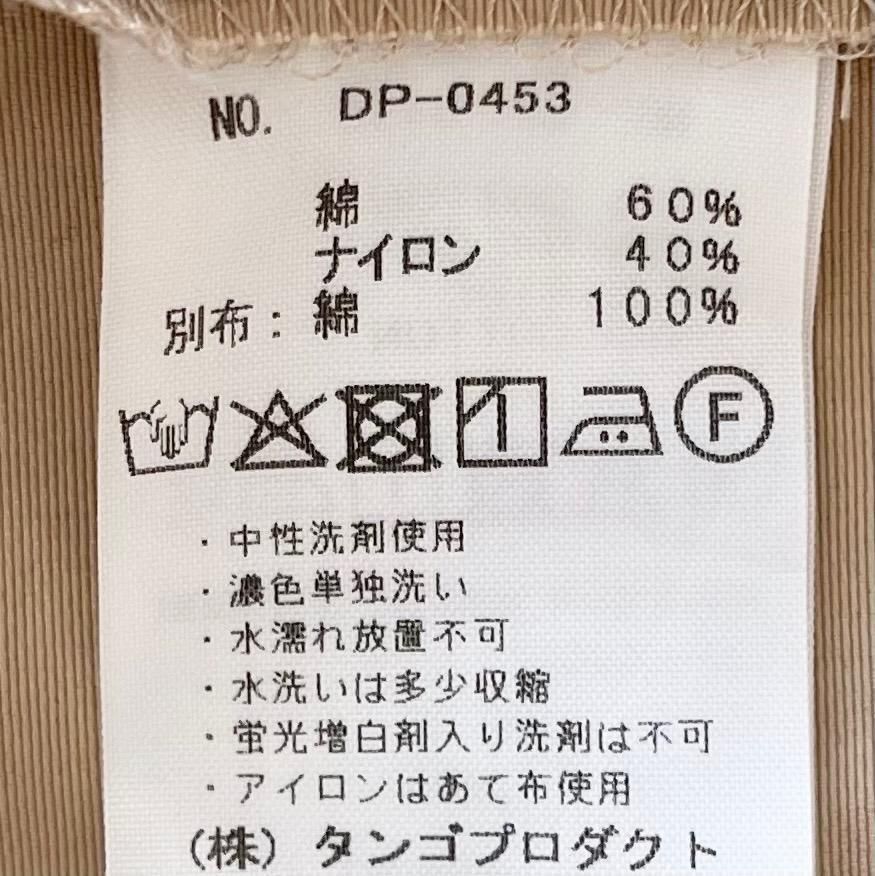 NO. DP-0453
綿 60%
ナイロン 40%
別布：綿 100%
F
・中性洗剤使用
・濃色単独洗い
・水濡れ放置不可
・水洗いは多少収縮
・蛍光増白剤入り洗剤は不可
・アイロンはあて布使用
(株) タンゴプロダクト